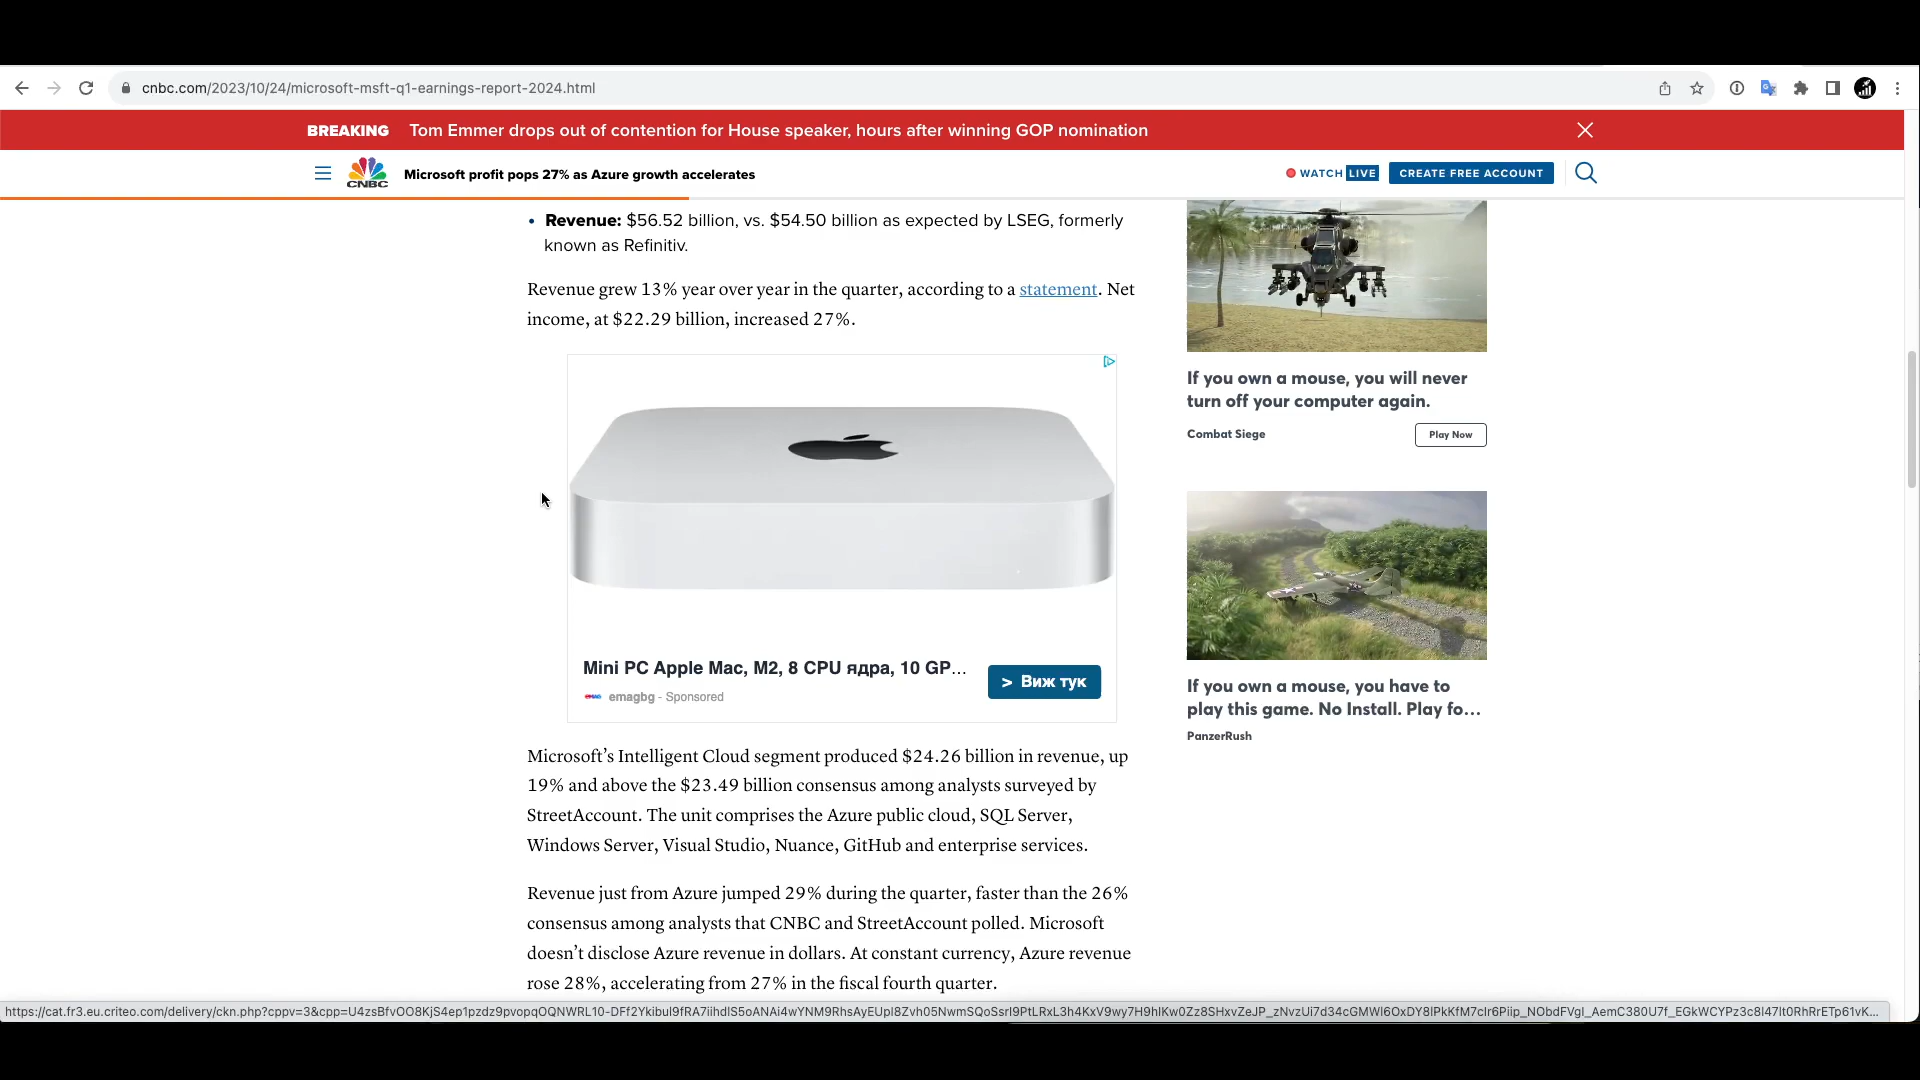 cnbc.com/2023/10/24/microsoft-msft-q1-earnings-report-2024.html
BREAKING Tom Emmer drops out of contention for House speaker, hours after winning GOP nomination
CNBC Microsoft profit pops 27% as Azure growth accelerates
WATCH LIVE CREATE FREE ACCOUNT
• Revenue: $56.52 billion, vs. $54.50 billion as expected by LSEG, formerly
known as Refinitiv.
Revenue grew 13% year over year in the quarter, according to a statement. Net
income, at $22.29 billion, increased 27%.
Mini PC Apple Mac, M2, 8 CPU ядра, 10 GP...
emagbg - Sponsored
> Виж тук
Microsoft’s Intelligent Cloud segment produced $24.26 billion in revenue, up
19% and above the $23.49 billion consensus among analysts surveyed by
StreetAccount. The unit comprises the Azure public cloud, SQL Server,
Windows Server, Visual Studio, Nuance, GitHub and enterprise services.
Revenue just from Azure jumped 29% during the quarter, faster than the 26%
consensus among analysts that CNBC and StreetAccount polled. Microsoft
doesn’t disclose Azure revenue in dollars. At constant currency, Azure revenue
rose 28%, accelerating from 27% in the fiscal fourth quarter.
If you own a mouse, you will never
turn off your computer again.
Combat Siege
Play Now
If you own a mouse, you have to
play this game. No Install. Play fo...
PanzerRush